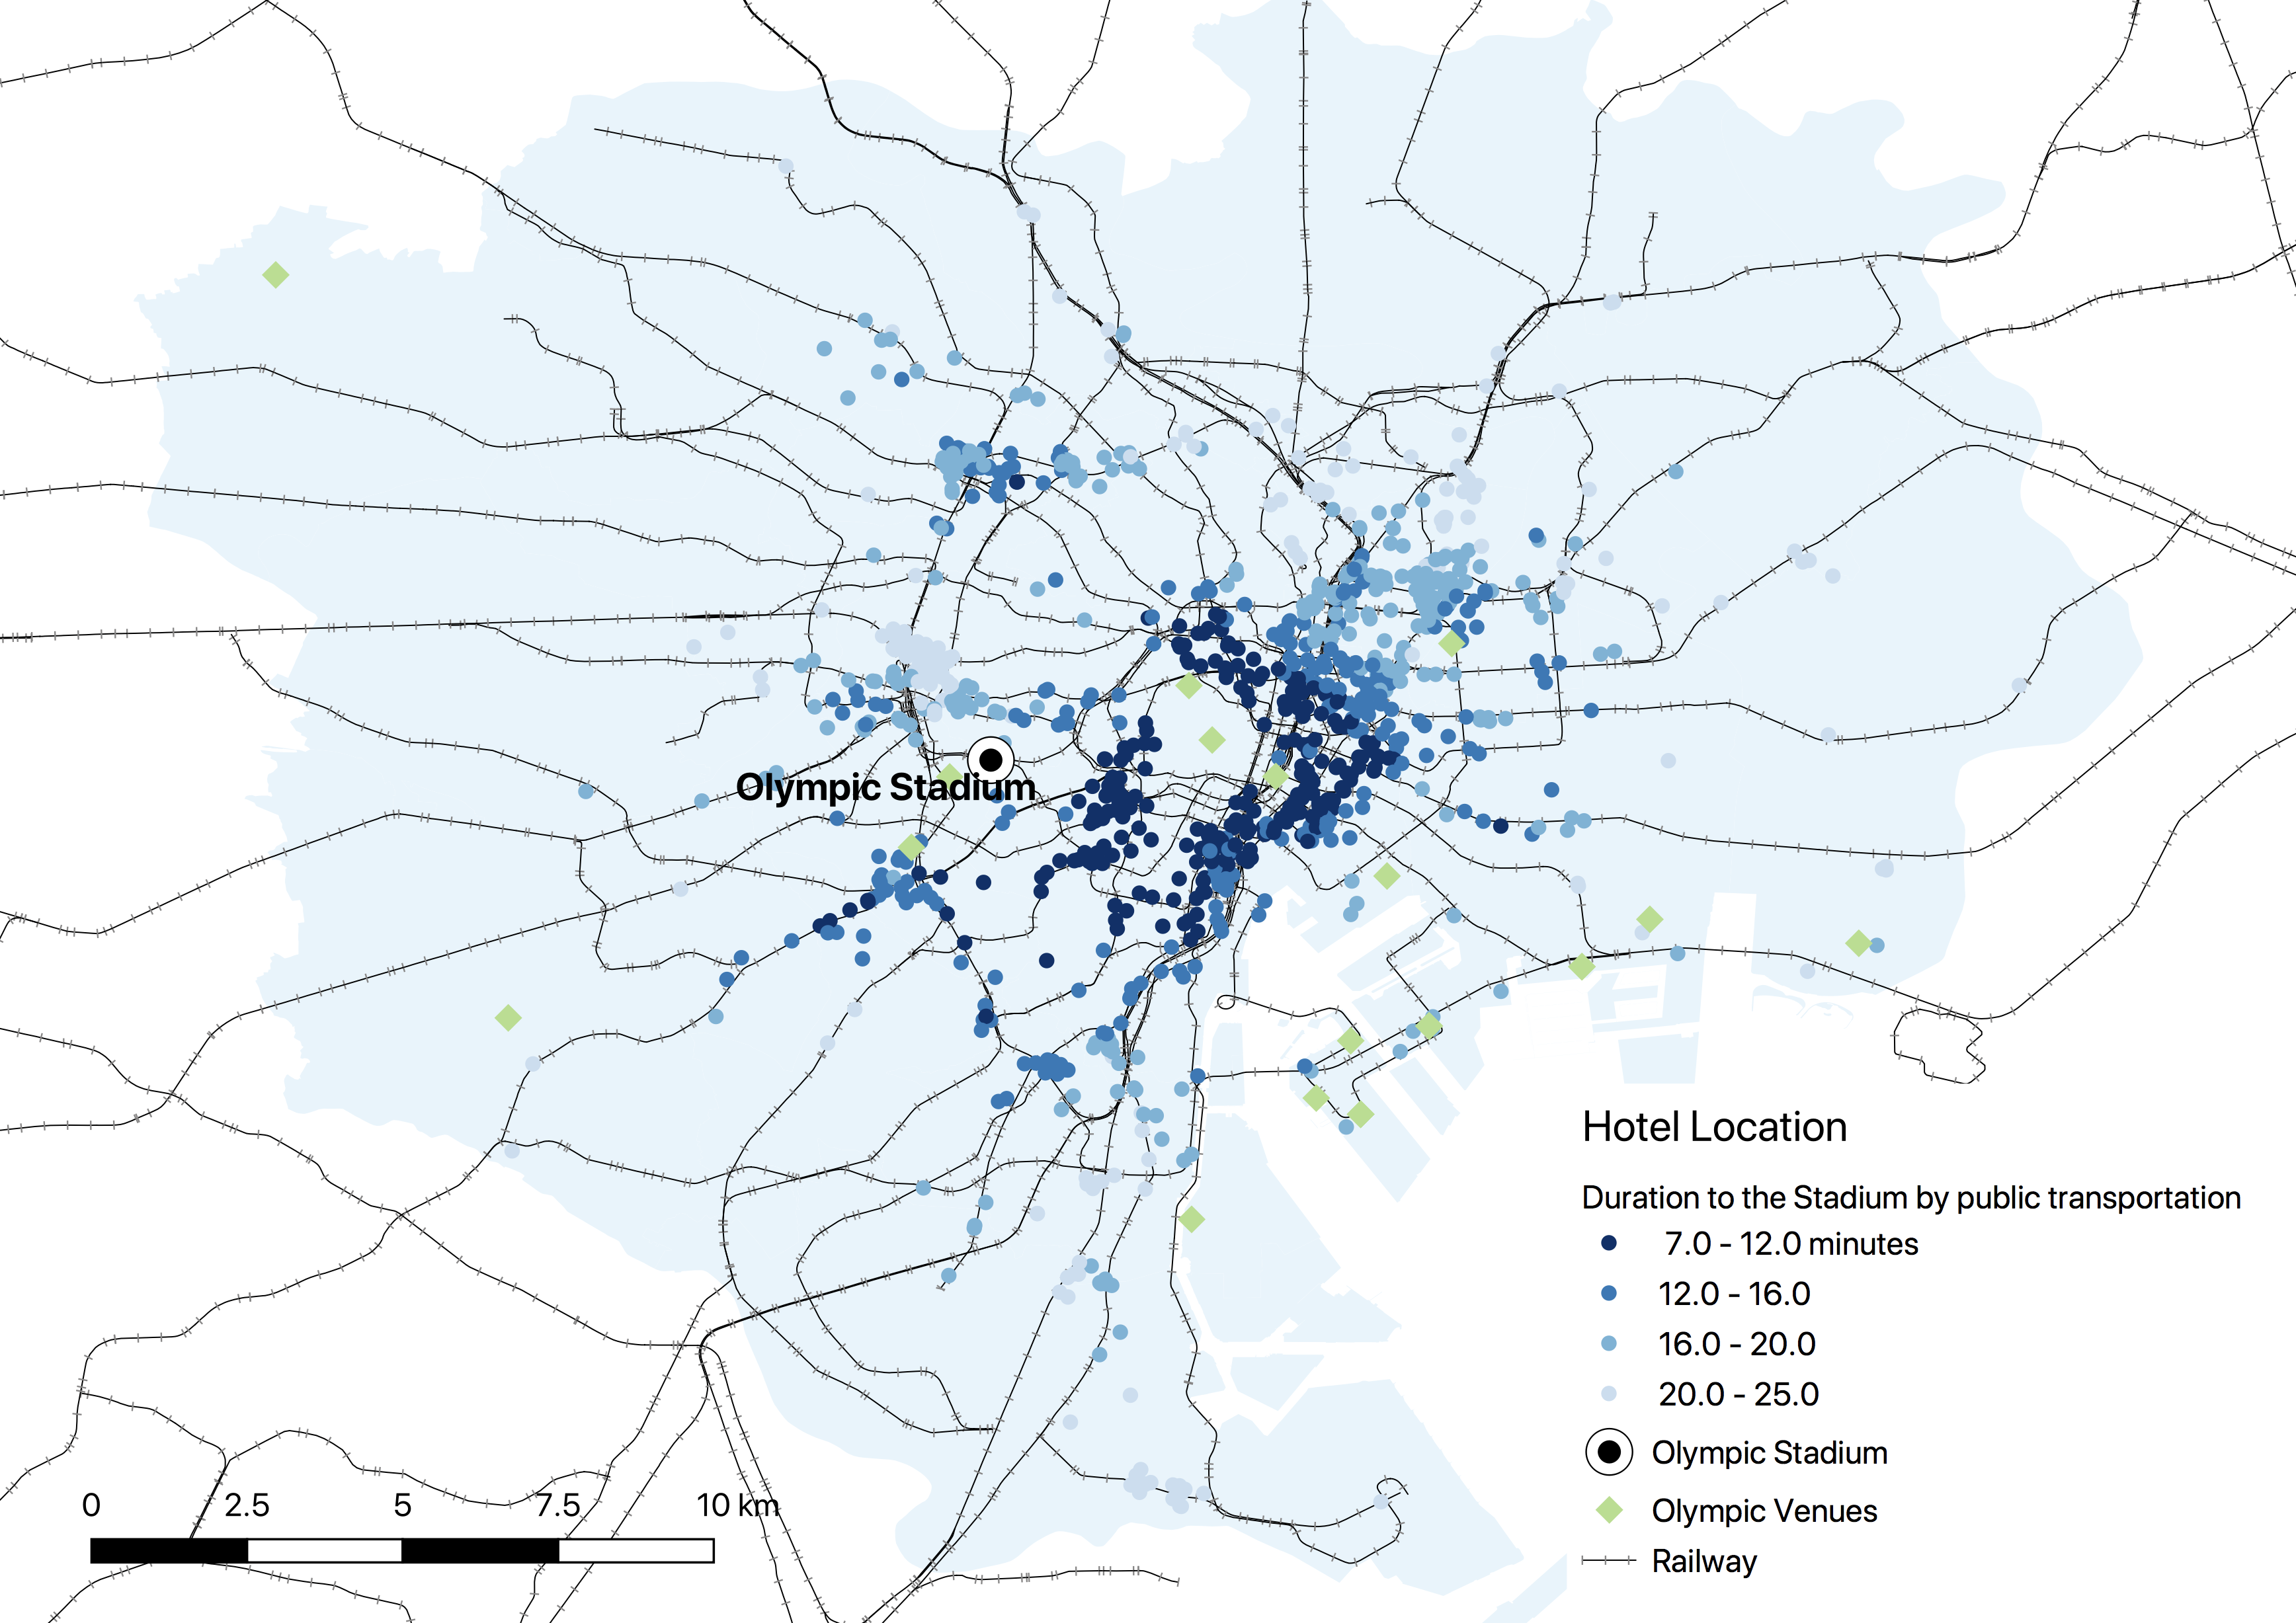 Olympic Stadium
Hotel Location
Duration to the Stadium by public transportation
7.0 - 12.0 minutes
12.0 - 16.0
16.0 - 20.0
20.0 - 25.0
Olympic Stadium
Olympic Venues
Railway
0 2.5 5 7.5 10 km